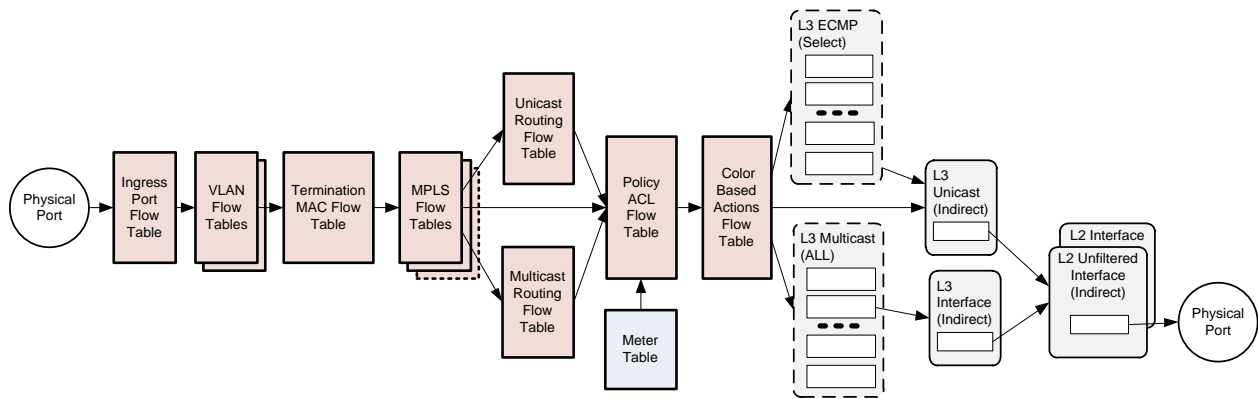 Physical
Port
Ingress
Port
Flow
Table
VLAN
Flow
Tables
Termination
MAC Flow
Table
MPLS
Flow
Tables
Unicast
Routing
Flow
Table
Multicast
Routing
Flow
Table
Policy
ACL
Flow
Table
Meter
Table
Color
Based
Actions
Flow
Table
L3 ECMP
(Select)
L3 Multicast
(ALL)
L3
Unicast
(Indirect)
L3
Interface
(Indirect)
L2 Interface
L2 Unfiltered
Interface
(Indirect)
Physical
Port